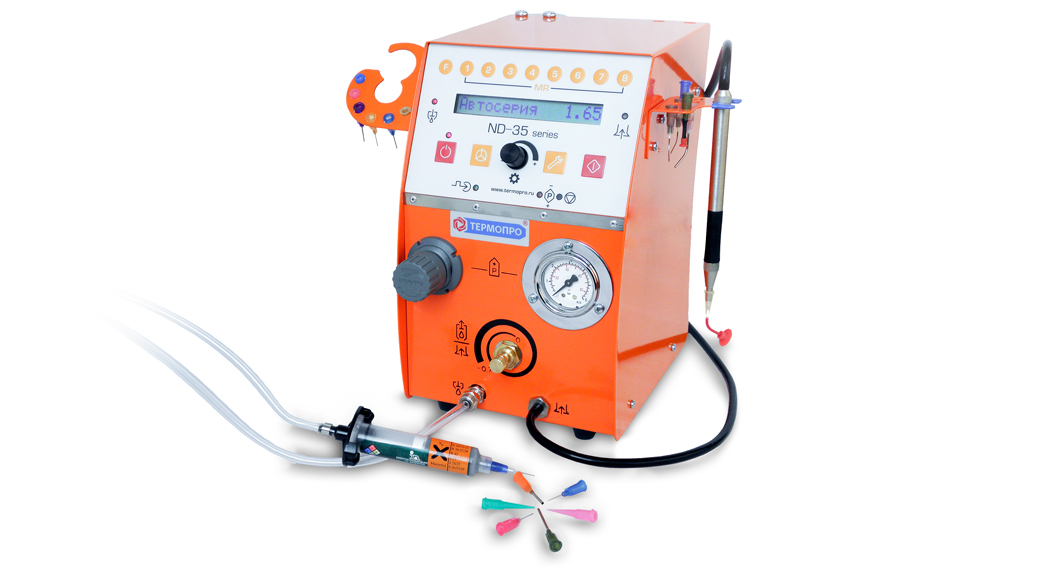 F 1 2 3 4 5 6 7 8
MR
Автосерия 1.65
ND-35 series
www.termopro.ru
P
ТЕРМОПРО®
P
0